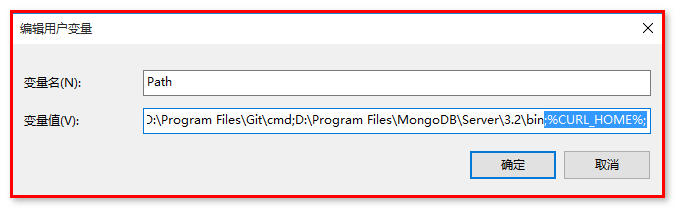 编辑用户变量
变量名(N):
Path
变量值(V):
D:\Program Files\Git\cmd;D:\Program Files\MongoDB\Server\3.2\bin;%CURL_HOME%;
确定
取消